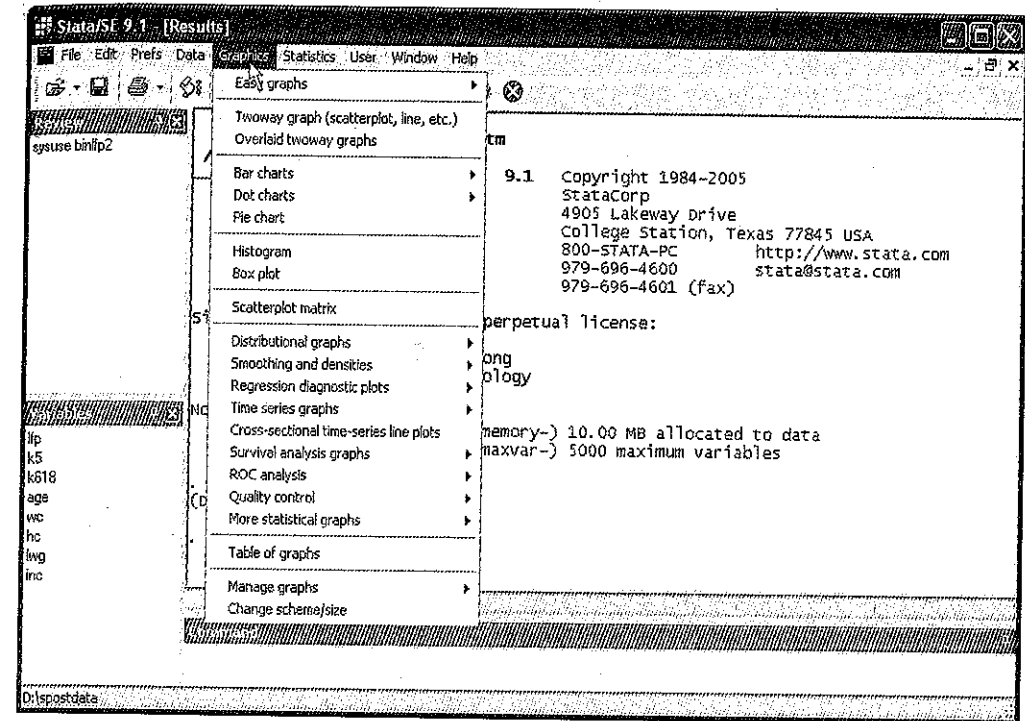 Stata/SE 9.1 - [Results]
File Edit Prefs Data Graphics Statistics User Window Help
Easy graphs
Twoway graph (scatterplot, line, etc.)
Overlaid twoway graphs
Bar charts
Dot charts
Pie chart
Histogram
Box plot
Scatterplot matrix
Distributional graphs
Smoothing and densities
Regression diagnostic plots
Time series graphs
Cross-sectional time-series line plots
Survival analysis graphs
ROC analysis
Quality control
More statistical graphs
Table of graphs
Manage graphs
Change scheme/size
sysuse binlfp2
Variables
lfp
k5
k618
age
wc
hc
lwg
inc
tm
9.1 Copyright 1984-2005
StataCorp
4905 Lakeway Drive
College Station, Texas 77845 USA
800-STATA-PC http://www.stata.com
979-696-4600 stata@stata.com
979-696-4601 (fax)
perpetual license:
ong
ology
memory-) 10.00 MB allocated to data
maxvar-) 5000 maximum variables
Command
D:\spostdata